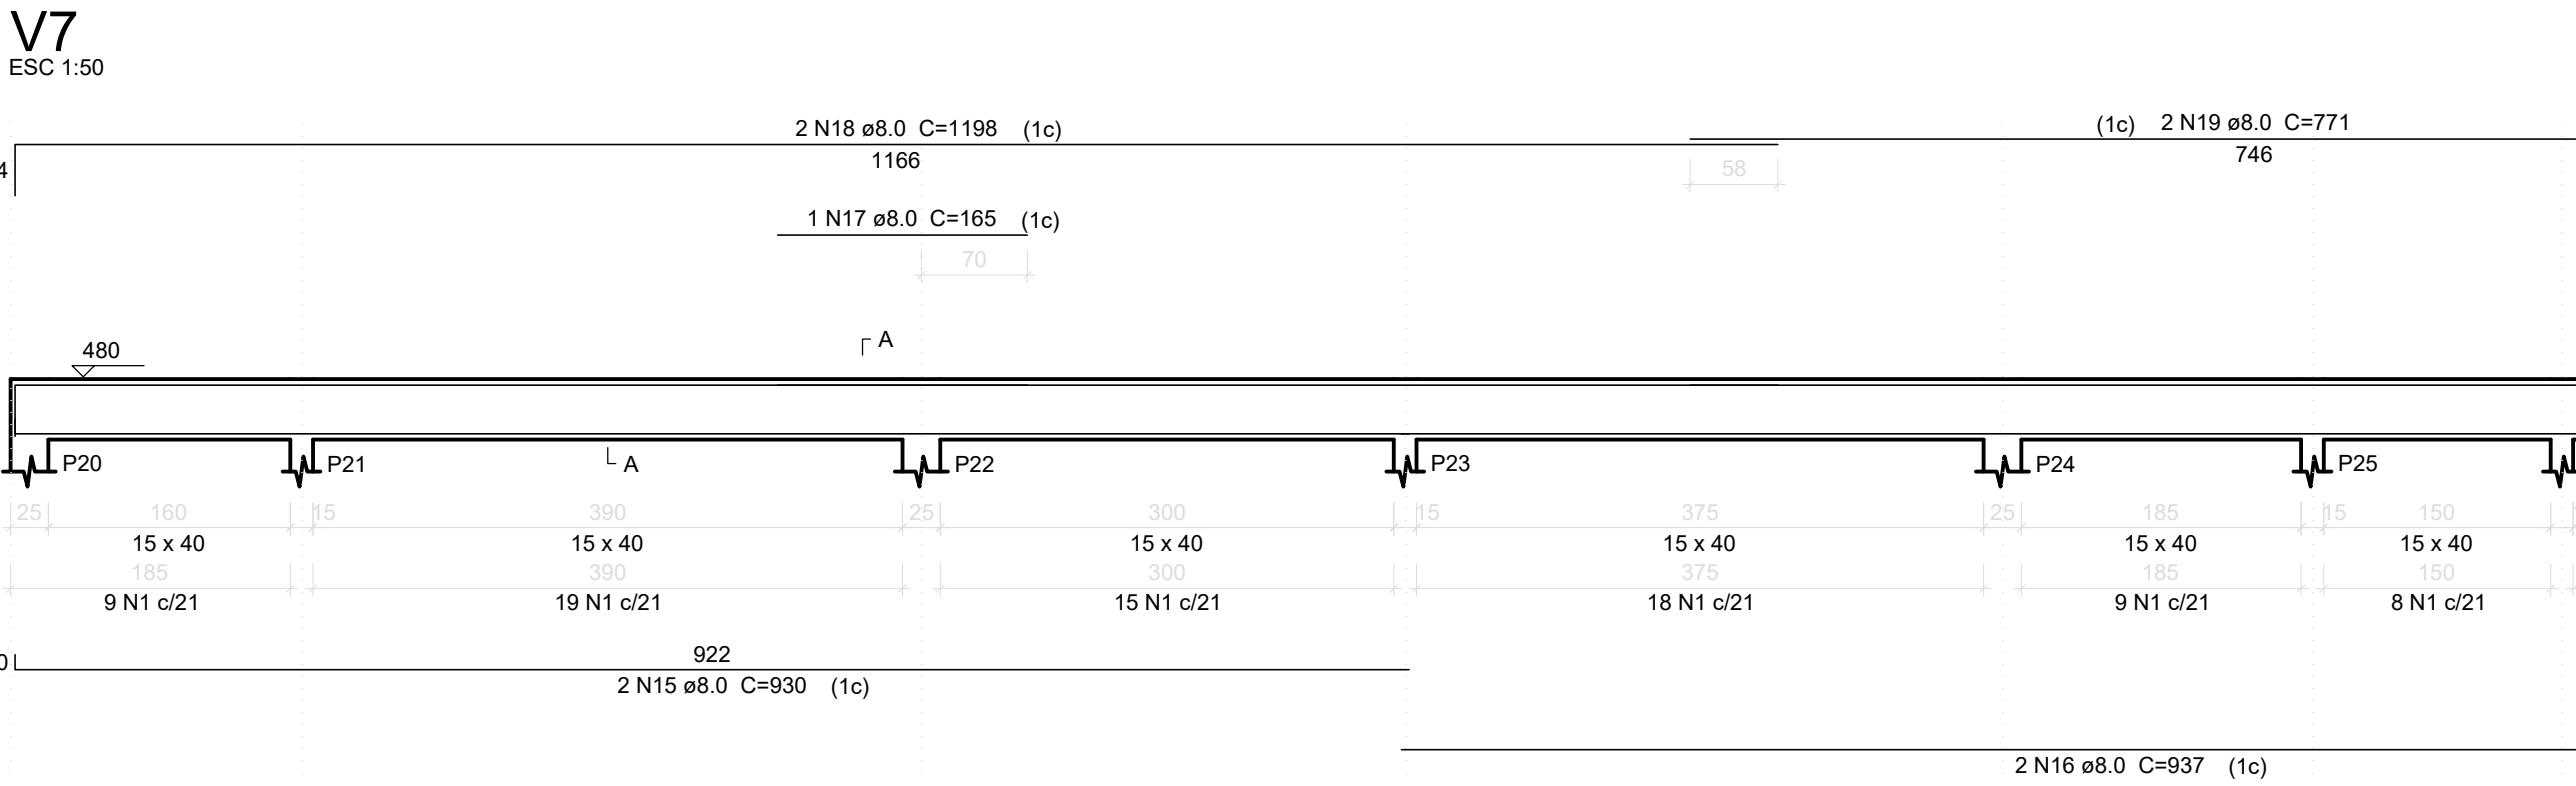 V7
ESC 1:50
2 N18 ø8.0 C=1198 (1c)
(1c) 2 N19 ø8.0 C=771
1166
746
4
58
1 N17 ø8.0 C=165 (1c)
70
A
480
P20 P21 A P22 P23 P24 P25
25 160 15 390 25 300 15 375 25 185 15 150
15 x 40 15 x 40 15 x 40 15 x 40 15 x 40 15 x 40
185 390 300 375 185 150
9 N1 c/21 19 N1 c/21 15 N1 c/21 18 N1 c/21 9 N1 c/21 8 N1 c/21
922
2 N15 ø8.0 C=930 (1c)
2 N16 ø8.0 C=937 (1c)